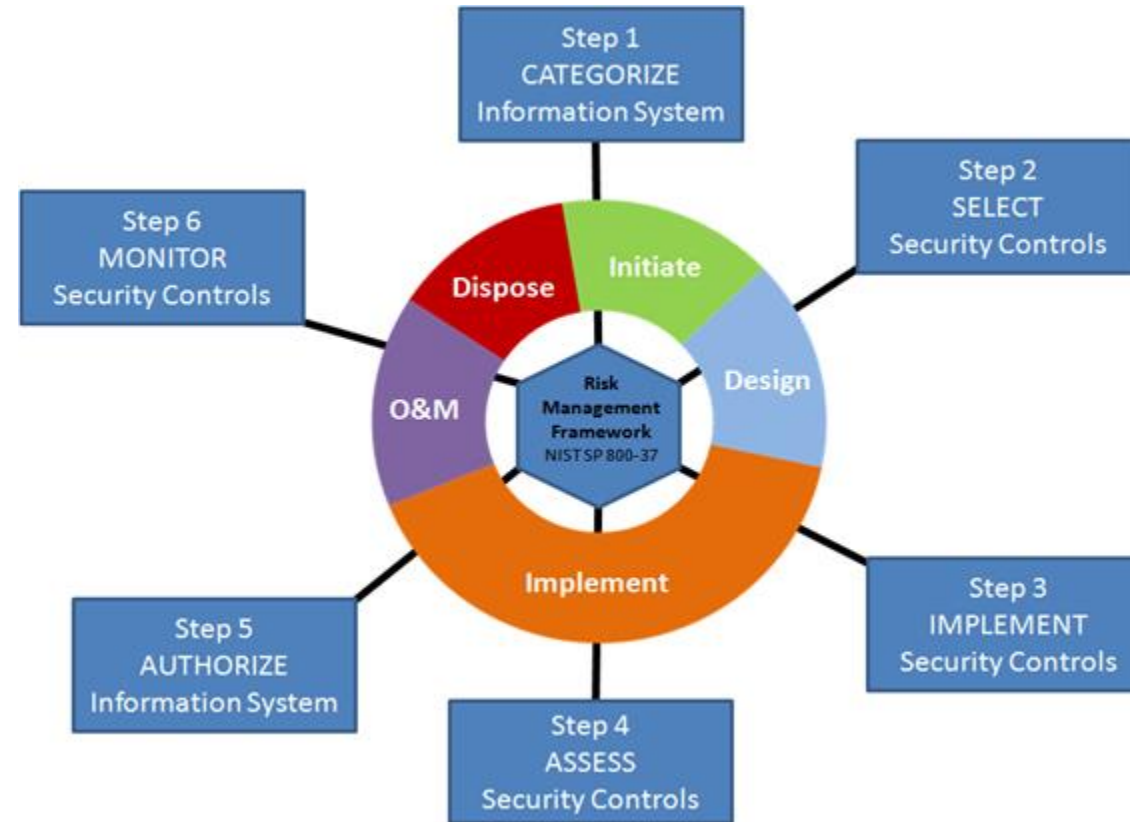 Step 1
CATEGORIZE
Information System
Step 2
SELECT
Security Controls
Step 3
IMPLEMENT
Security Controls
Step 4
ASSESS
Security Controls
Step 5
AUTHORIZE
Information System
Step 6
MONITOR
Security Controls
Initiate
Design
Implement
O&M
Dispose
Risk
Management
Framework
NIST SP 800-37